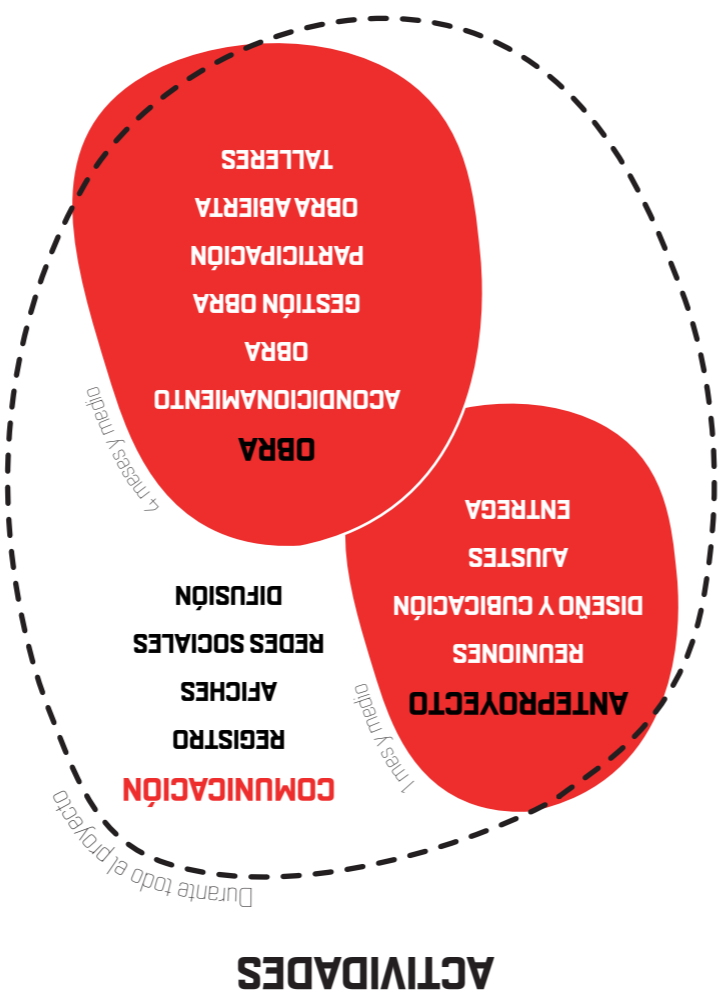 ACTIVIDADES
Durante todo el proyecto
COMUNICACIÓN
REGISTRO
AFICHES
REDES SOCIALES
DIFUSIÓN
1 mes y medio
ANTEPROYECTO
REUNIONES
DISEÑO Y CUBICACIÓN
AJUSTES
ENTREGA
4 meses y medio
OBRA
ACONDICIONAMIENTO
OBRA
GESTIÓN OBRA
PARTICIPACIÓN
OBRA ABIERTA
TALLERES